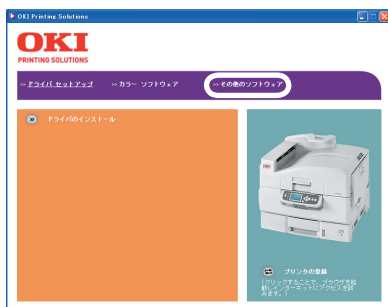 OKI Printing Solutions
OKI
PRINTING SOLUTIONS
ドライバ セットアップ
カラー ソフトウェア
その他のソフトウェア
ドライバのインストール
プリンタの登録
(クリックすることで、ブラウザを起
動しインターネットにアクセスを試
みます。)